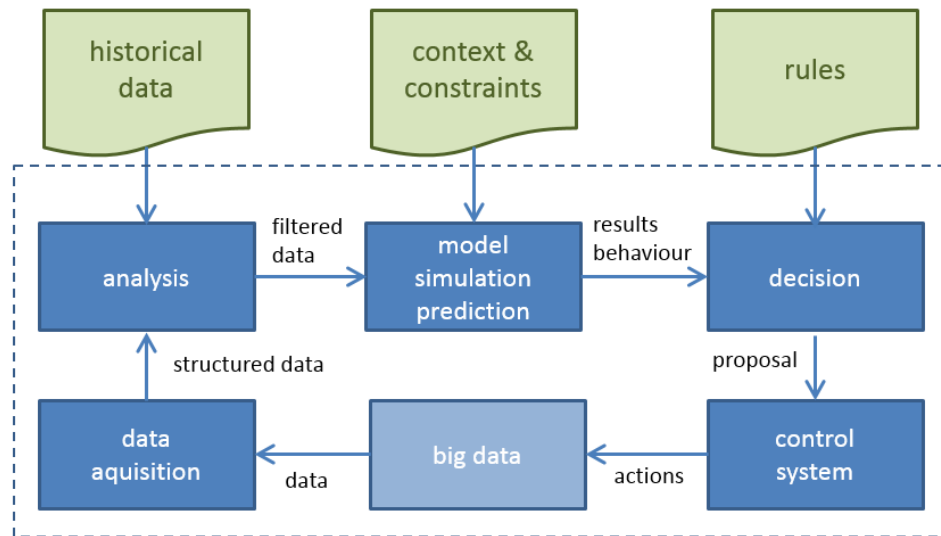 historical
data
context &
constraints
rules
analysis
filtered
data
model
simulation
prediction
results
behaviour
decision
structured data
proposal
data
aquisition
data
big data
actions
control
system